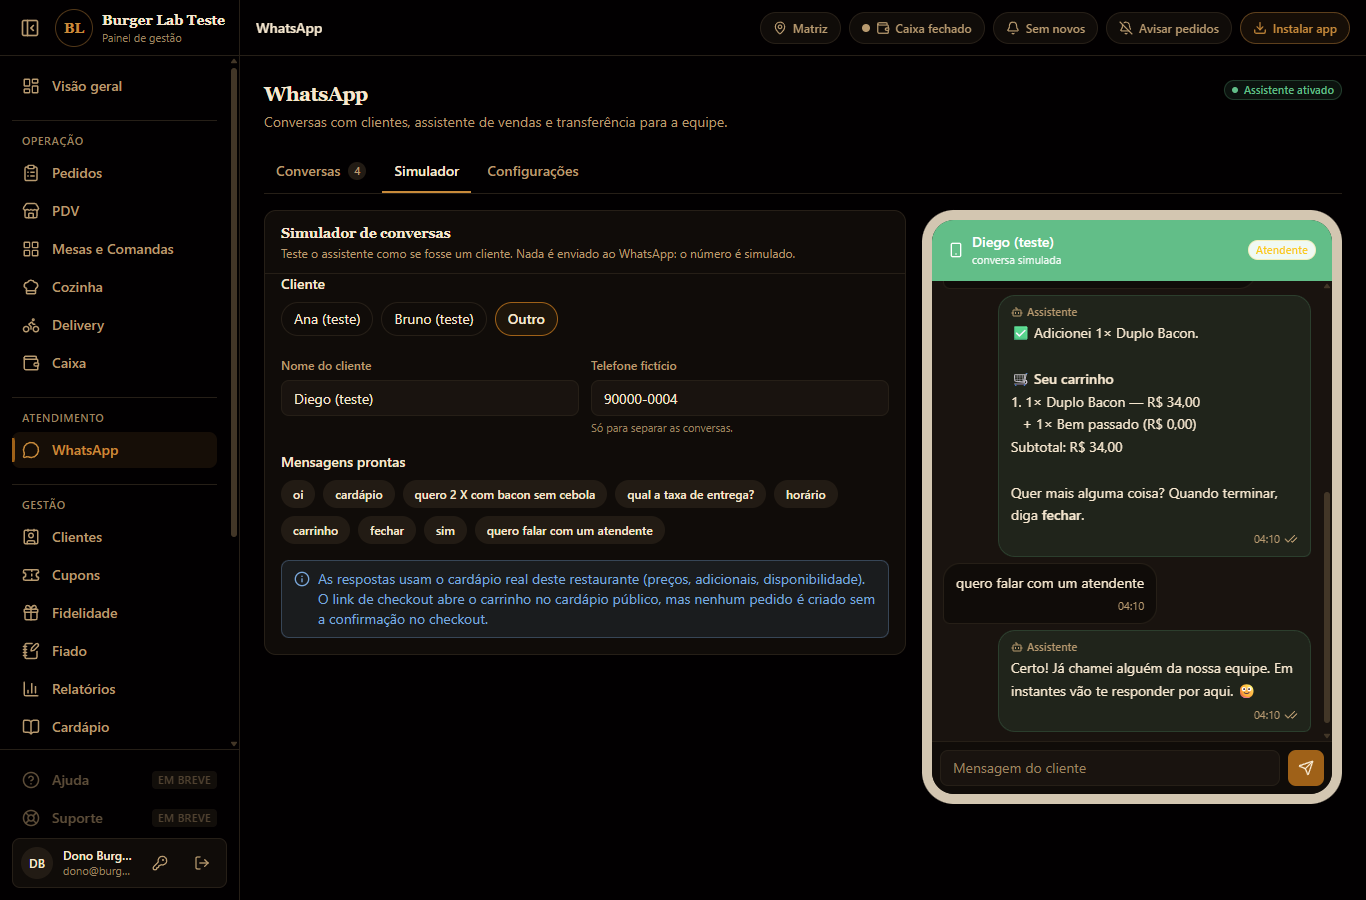 BL
Burger Lab Teste
Painel de gestão
WhatsApp
Matriz
Caixa fechado
Sem novos
Avisar pedidos
Instalar app
Visão geral
OPERAÇÃO
Pedidos
PDV
Mesas e Comandas
Cozinha
Delivery
Caixa
ATENDIMENTO
WhatsApp
GESTÃO
Clientes
Cupons
Fidelidade
Fiado
Relatórios
Cardápio
Ajuda EM BREVE
Suporte EM BREVE
DB
Dono Burg...
dono@burg...
WhatsApp
Conversas com clientes, assistente de vendas e transferência para a equipe.
Assistente ativado
Conversas 4
Simulador
Configurações
Simulador de conversas
Teste o assistente como se fosse um cliente. Nada é enviado ao WhatsApp: o número é simulado.
Cliente
Ana (teste)
Bruno (teste)
Outro
Nome do cliente
Diego (teste)
Telefone fictício
90000-0004
Só para separar as conversas.
Mensagens prontas
oi
cardápio
quero 2 X com bacon sem cebola
qual a taxa de entrega?
horário
carrinho
fechar
sim
quero falar com um atendente
As respostas usam o cardápio real deste restaurante (preços, adicionais, disponibilidade).
O link de checkout abre o carrinho no cardápio público, mas nenhum pedido é criado sem
a confirmação no checkout.
Diego (teste)
conversa simulada
Atendente
Assistente
✅ Adicionei 1× Duplo Bacon.
🛒 Seu carrinho
1. 1× Duplo Bacon — R$ 34,00
+ 1× Bem passado (R$ 0,00)
Subtotal: R$ 34,00
Quer mais alguma coisa? Quando terminar,
diga fechar.
04:10
quero falar com um atendente
04:10
Assistente
Certo! Já chamei alguém da nossa equipe. Em
instantes vão te responder por aqui. 🙂
04:10
Mensagem do cliente